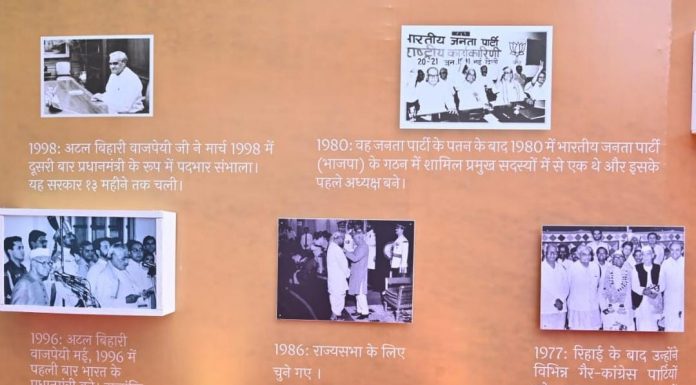 भारतीय जनता पार्टी
राष्ट्रीय कार्यकारिणी
1998: अटल बिहारी वाजपेयी जी ने मार्च 1998 में
दूसरी बार प्रधानमंत्री के रूप में पदभार संभाला।
यह सरकार १३ महीने तक चली।
1980: वह जनता पार्टी के पतन के बाद 1980 में भारतीय जनता पार्टी
(भाजपा) के गठन में शामिल प्रमुख सदस्यों में से एक थे और इसके
पहले अध्यक्ष बने।
1996: अटल बिहारी
वाजपेयी मई, 1996 में
पहली बार भारत के
1986: राज्यसभा के लिए
चुने गए ।
1977: रिहाई के बाद उन्होंने
विभिन्न गैर-कांग्रेस पार्टियों